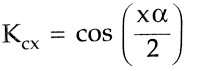 K_cx = cos (xα/2)